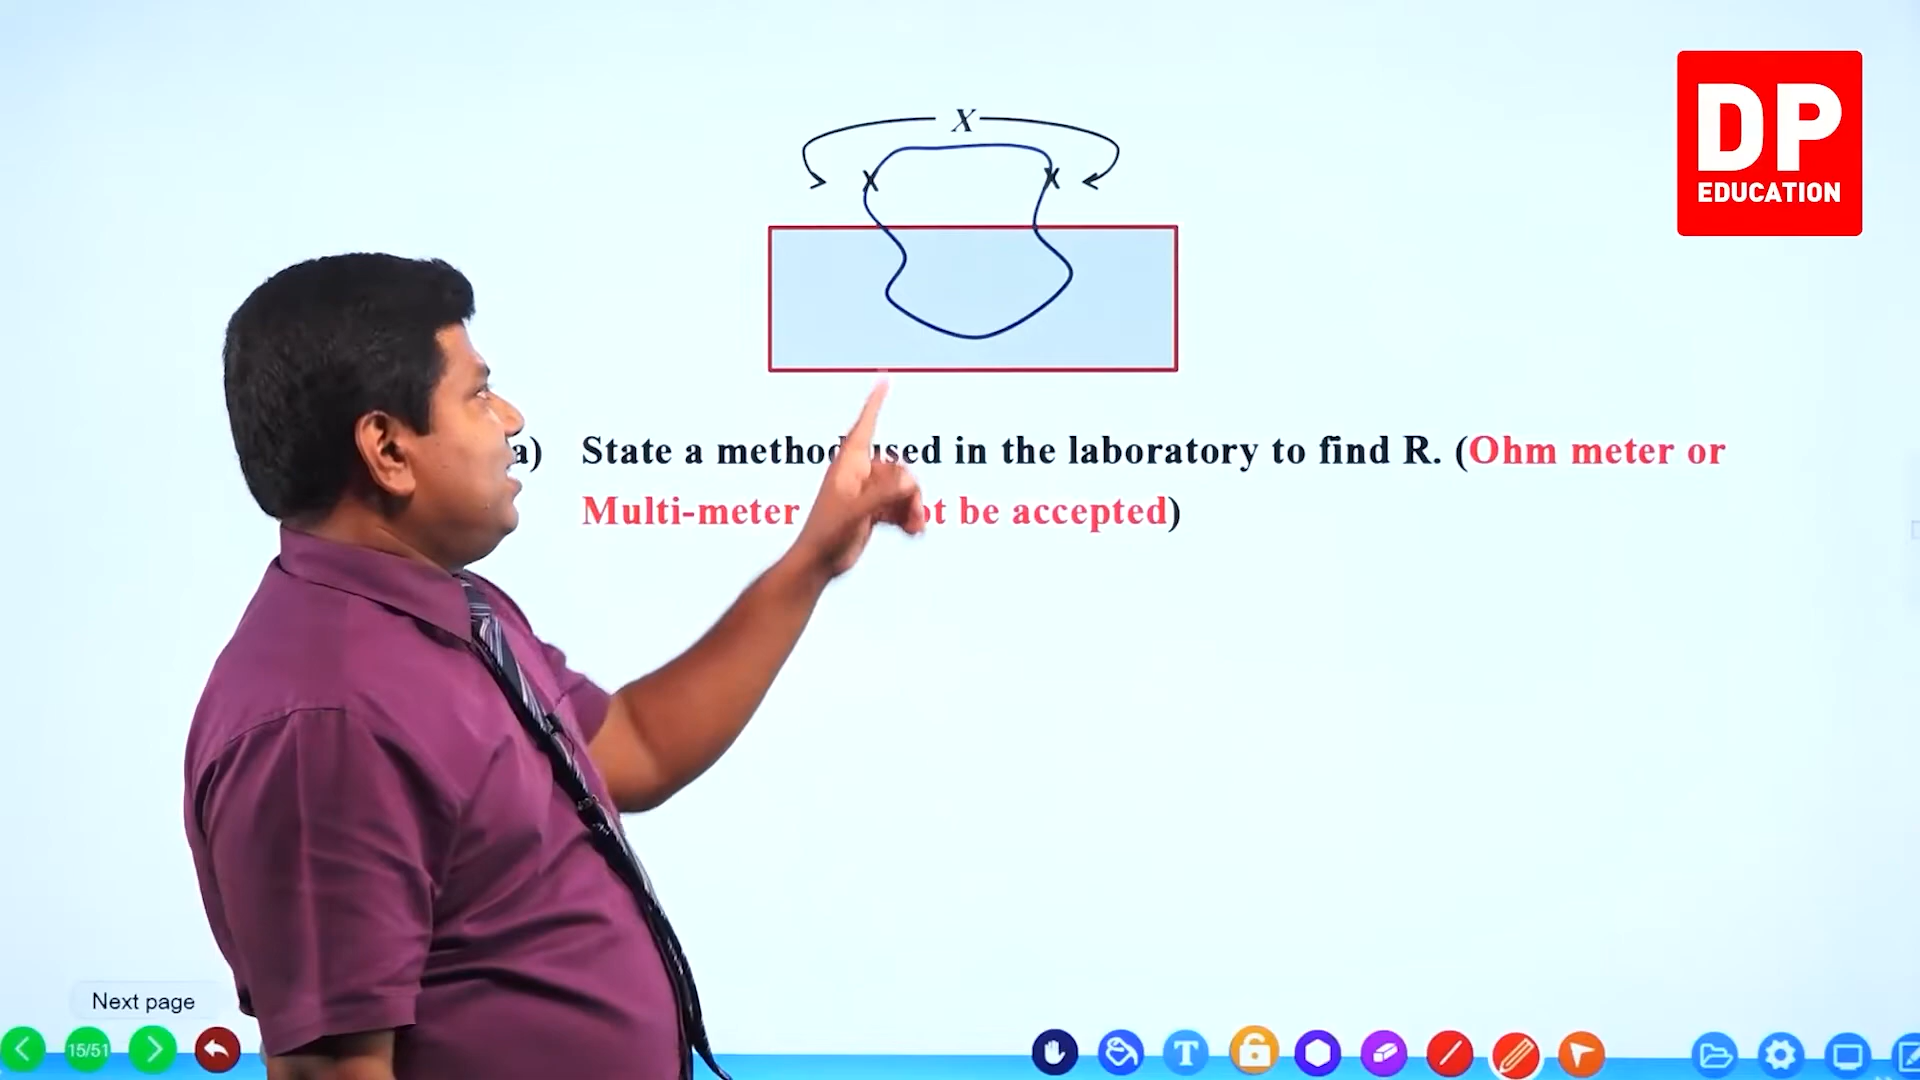 DP
EDUCATION
X
X X
a) State a method used in the laboratory to find R. (Ohm meter or
Multi-meter be accepted)
Next page
15/51
T